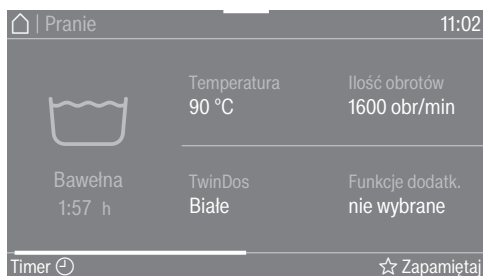 | Pranie 11:02
Temperatura Ilość obrotów
90 °C 1600 obr/min
Bawełna TwinDos Funkcje dodatk.
1:57 h Białe nie wybrane
Timer Zapamiętaj